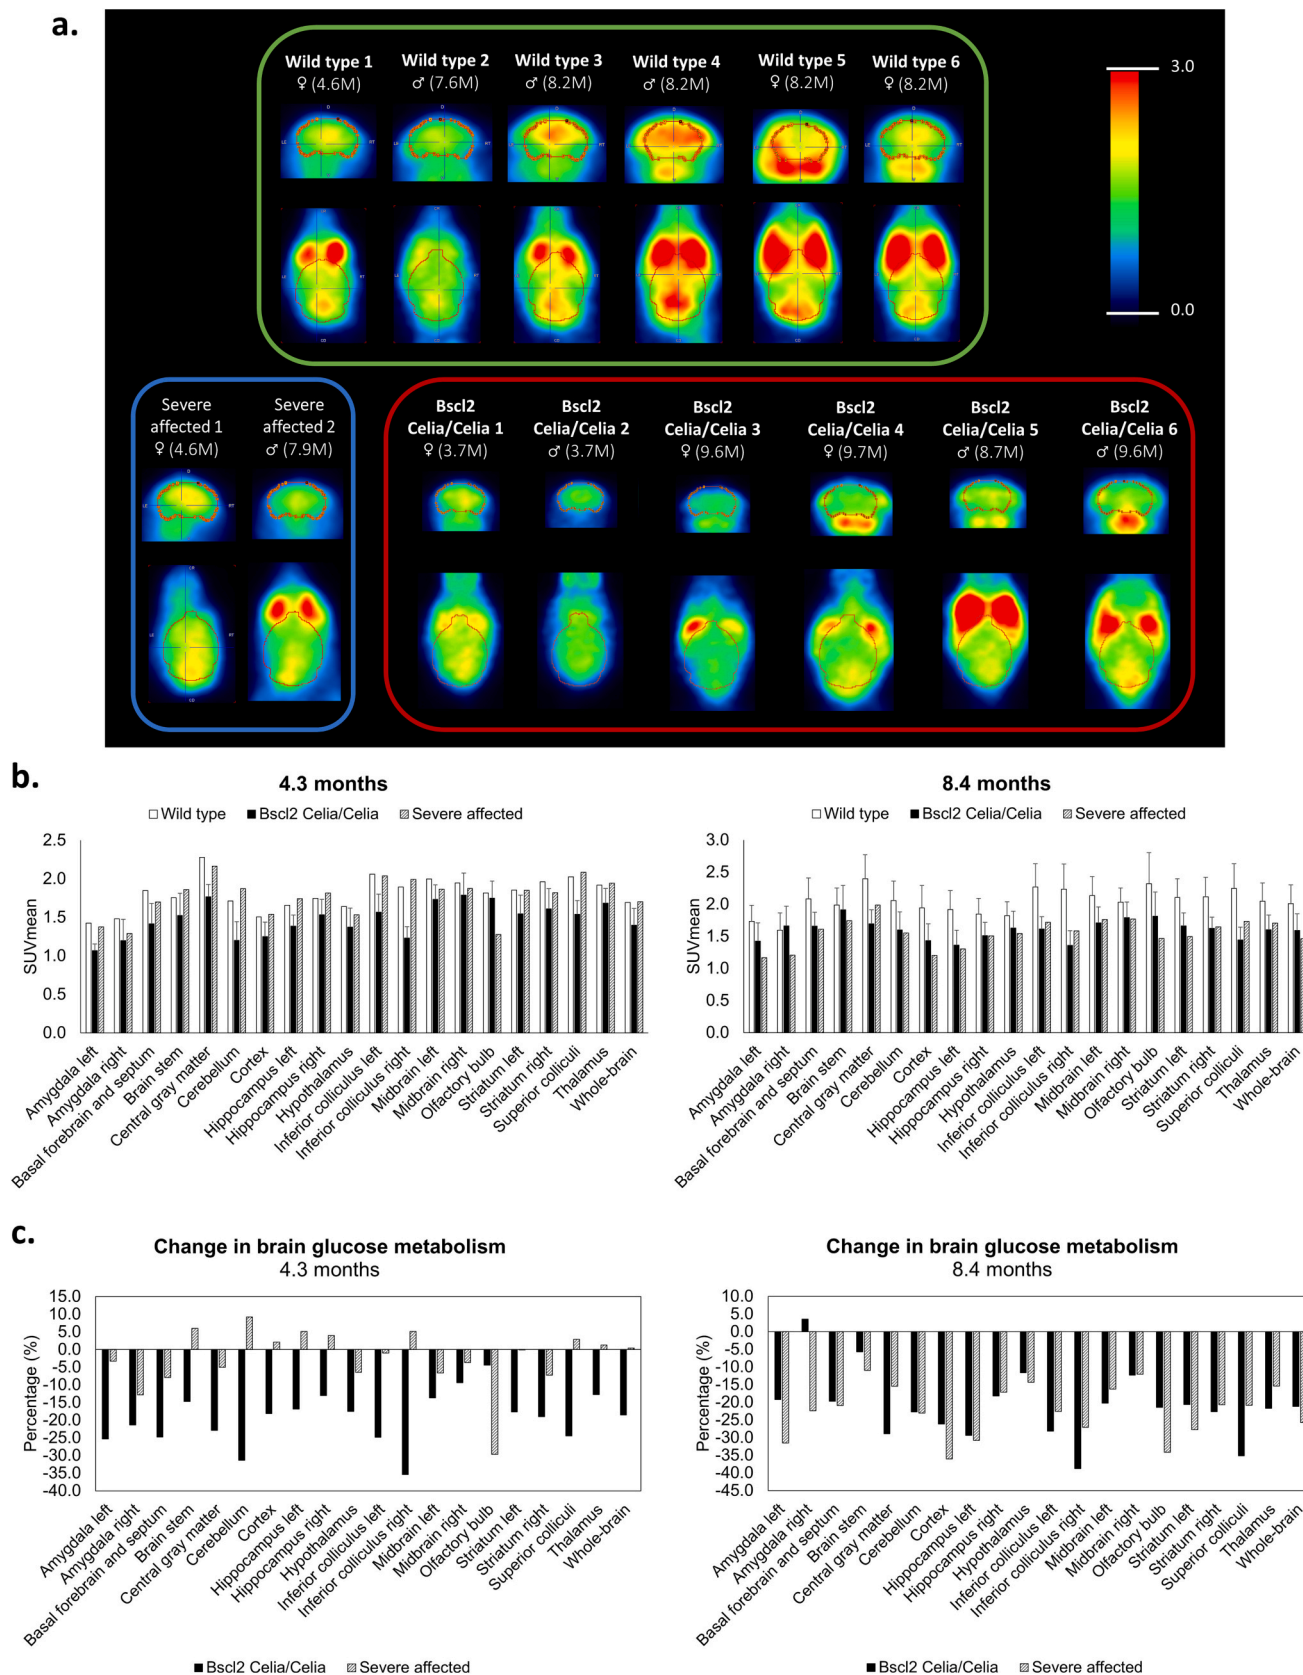 a.
Wild type 1
♀ (4.6M)
Wild type 2
♂ (7.6M)
Wild type 3
♂ (8.2M)
Wild type 4
♂ (8.2M)
Wild type 5
♀ (8.2M)
Wild type 6
♀ (8.2M)
3.0
0.0
Severe
affected 1
♀ (4.6M)
Severe
affected 2
♂ (7.9M)
Bscl2
Celia/Celia 1
♀ (3.7M)
Bscl2
Celia/Celia 2
♂ (3.7M)
Bscl2
Celia/Celia 3
♀ (9.6M)
Bscl2
Celia/Celia 4
♀ (9.7M)
Bscl2
Celia/Celia 5
♂ (8.7M)
Bscl2
Celia/Celia 6
♂ (9.6M)
b.
4.3 months
Wild type Bscl2 Celia/Celia Severe affected
SUVmean
2.5
2.0
1.5
1.0
0.5
0.0
Amygdala left
Amygdala right
Basal forebrain and septum
Brain stem
Central gray matter
Cerebellum
Cortex
Hippocampus left
Hippocampus right
Hypothalamus
Inferior colliculus left
Inferior colliculus right
Midbrain left
Midbrain right
Olfactory bulb
Striatum left
Striatum right
Superior colliculi
Thalamus
Whole-brain
8.4 months
Wild type Bscl2 Celia/Celia Severe affected
SUVmean
3.0
2.5
2.0
1.5
1.0
0.5
0.0
Amygdala left
Amygdala right
Basal forebrain and septum
Brain stem
Central gray matter
Cerebellum
Cortex
Hippocampus left
Hippocampus right
Hypothalamus
Inferior colliculus left
Inferior colliculus right
Midbrain left
Midbrain right
Olfactory bulb
Striatum left
Striatum right
Superior colliculi
Thalamus
Whole-brain
c.
Change in brain glucose metabolism
4.3 months
Percentage (%)
15.0
10.0
5.0
0.0
-5.0
-10.0
-15.0
-20.0
-25.0
-30.0
-35.0
-40.0
Amygdala left
Amygdala right
Basal forebrain and septum
Brain stem
Central gray matter
Cerebellum
Cortex
Hippocampus left
Hippocampus right
Hypothalamus
Inferior colliculus left
Inferior colliculus right
Midbrain left
Midbrain right
Olfactory bulb
Striatum left
Striatum right
Superior colliculi
Thalamus
Whole-brain
Bscl2 Celia/Celia Severe affected
Change in brain glucose metabolism
8.4 months
Percentage (%)
10.0
5.0
0.0
-5.0
-10.0
-15.0
-20.0
-25.0
-30.0
-35.0
-40.0
-45.0
Amygdala left
Amygdala right
Basal forebrain and septum
Brain stem
Central gray matter
Cerebellum
Cortex
Hippocampus left
Hippocampus right
Hypothalamus
Inferior colliculus left
Inferior colliculus right
Midbrain left
Midbrain right
Olfactory bulb
Striatum left
Striatum right
Superior colliculi
Thalamus
Whole-brain
Bscl2 Celia/Celia Severe affected